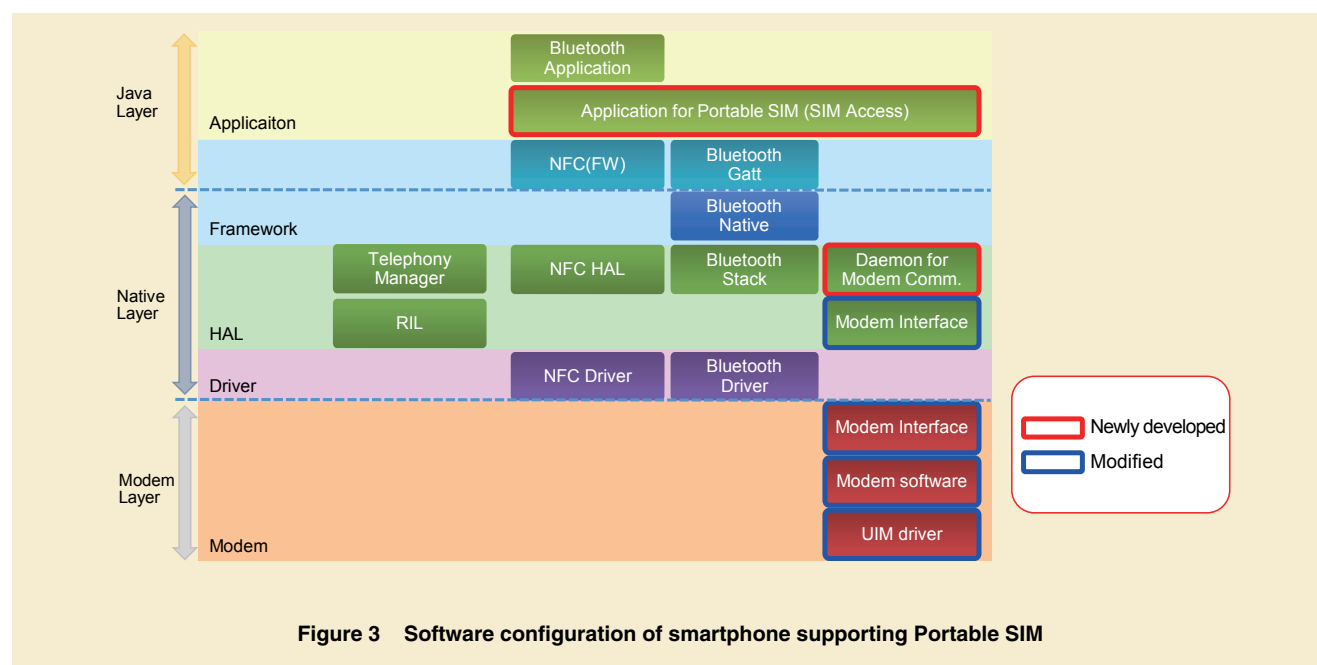 Java
Layer
Bluetooth
Application
Application for Portable SIM (SIM Access)
Applicaiton
NFC(FW)
Bluetooth
Gatt
Bluetooth
Native
Framework
Native
Layer
Telephony
Manager
NFC HAL
Bluetooth
Stack
Daemon for
Modem Comm.
RIL
Modem Interface
HAL
NFC Driver
Bluetooth
Driver
Driver
Modem
Layer
Modem Interface
Modem software
UIM driver
Modem
Newly developed
Modified
Figure 3 Software configuration of smartphone supporting Portable SIM